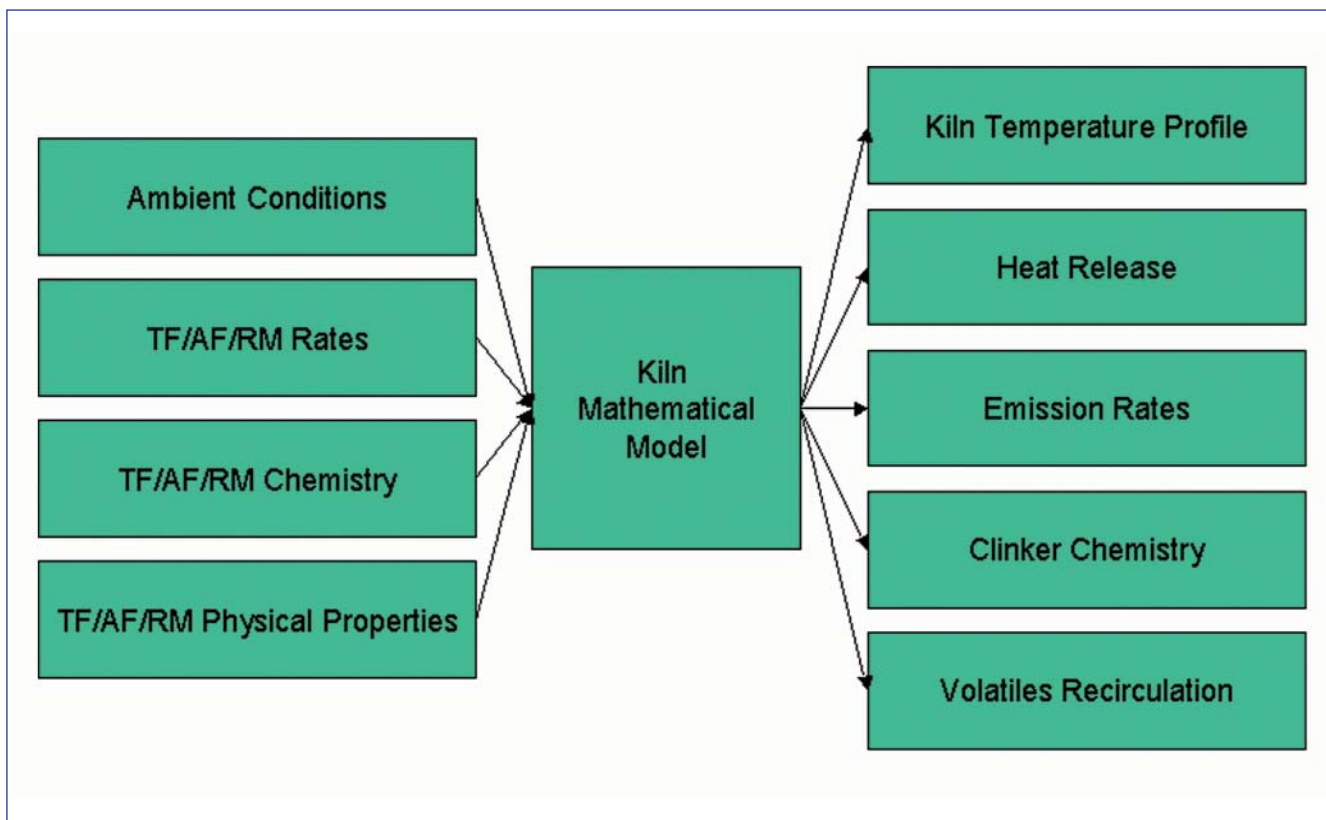 Ambient Conditions
TF/AF/RM Rates
TF/AF/RM Chemistry
TF/AF/RM Physical Properties
Kiln
Mathematical
Model
Kiln Temperature Profile
Heat Release
Emission Rates
Clinker Chemistry
Volatiles Recirculation